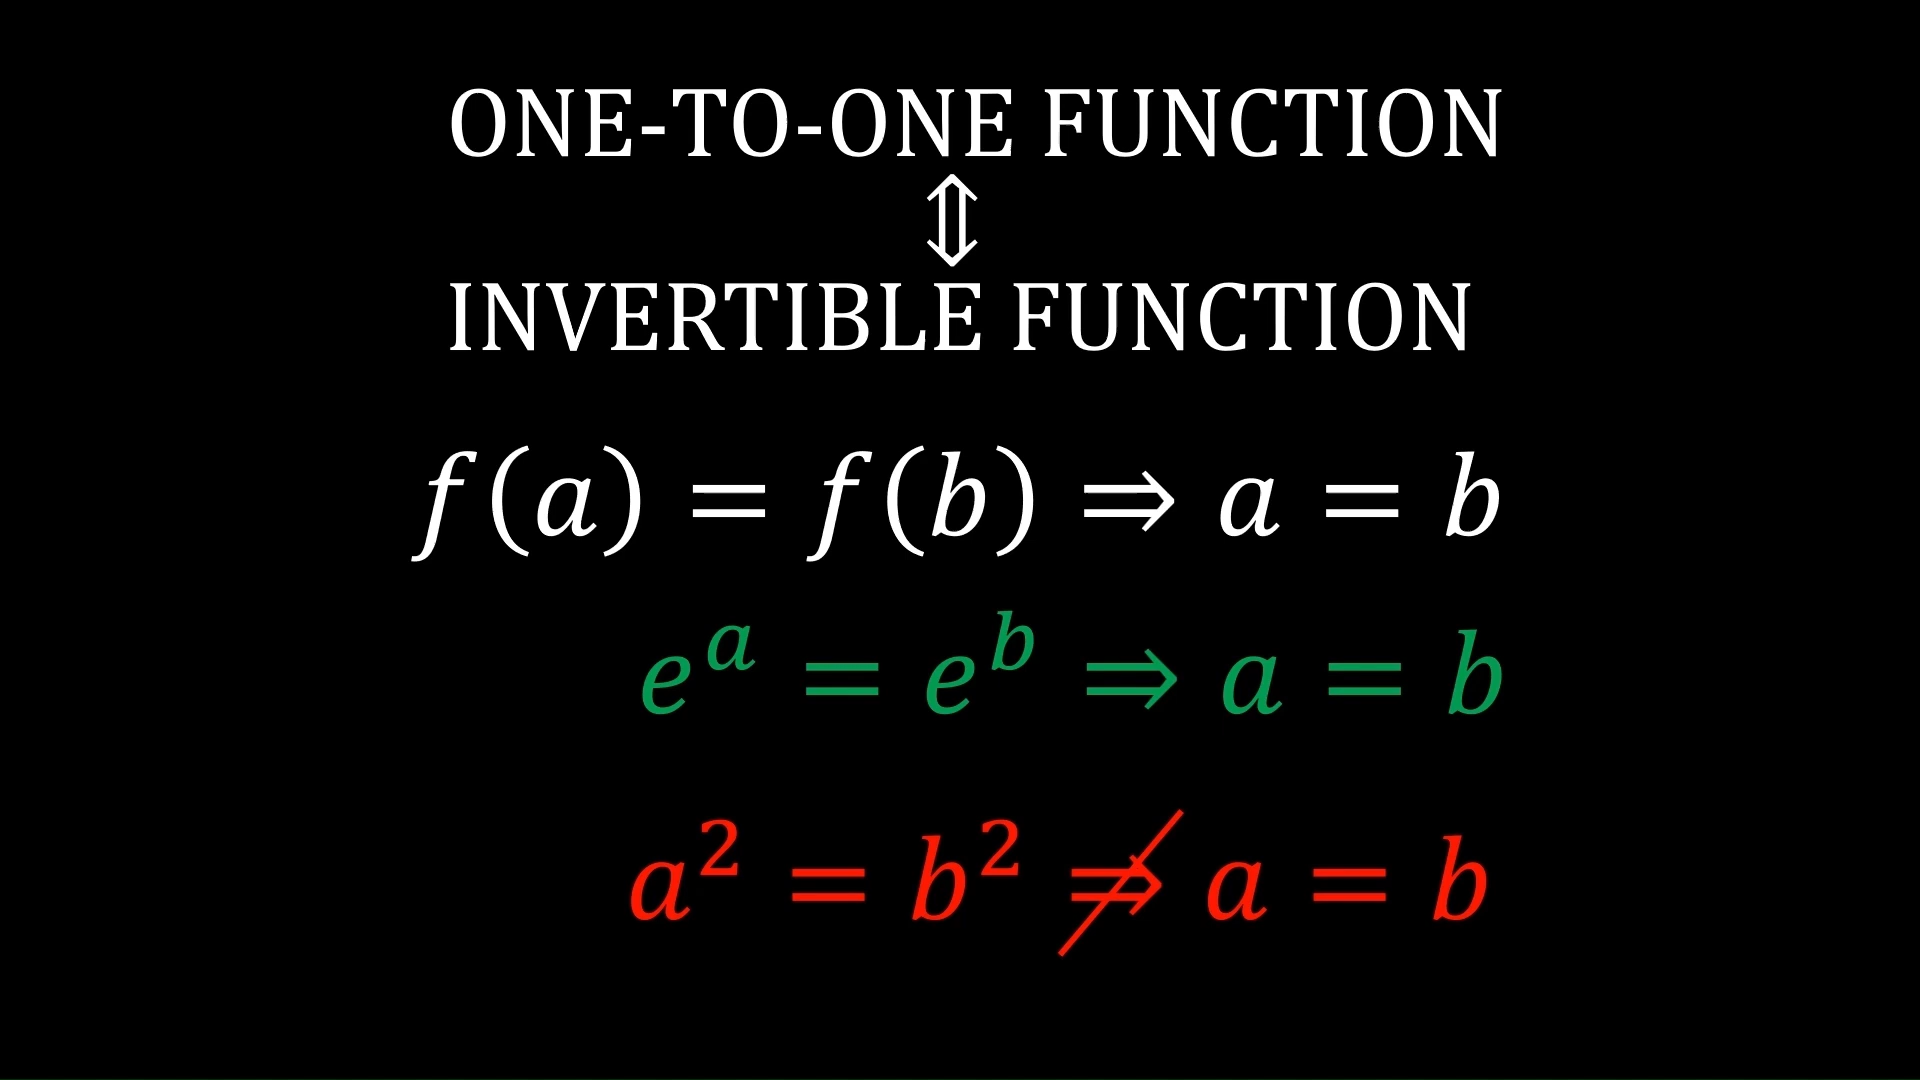 ONE-TO-ONE FUNCTION
⇕
INVERTIBLE FUNCTION
f(a) = f(b) ⇒ a = b
eᵃ = eᵇ ⇒ a = b
a² = b² ⇏ a = b